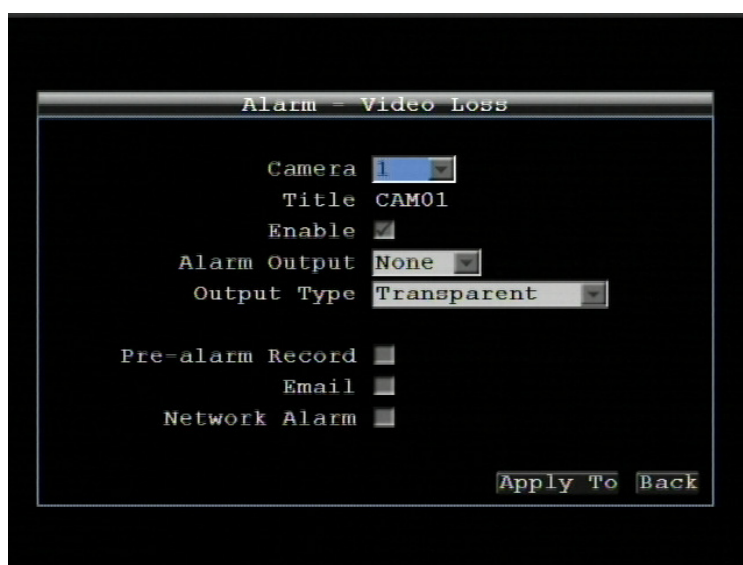 Alarm - Video Loss
Camera 1
Title CAM01
Enable
Alarm Output None
Output Type Transparent
Pre-alarm Record
Email
Network Alarm
Apply To Back